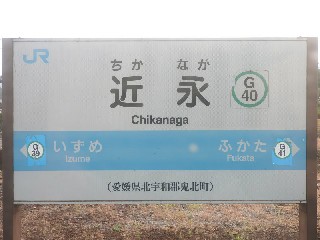 JR
ちか なが
近永
G
40
Chikanaga
G
39
いずめ
Izume
ふかた
Fukata
G
41
(愛媛県北宇和郡鬼北町)